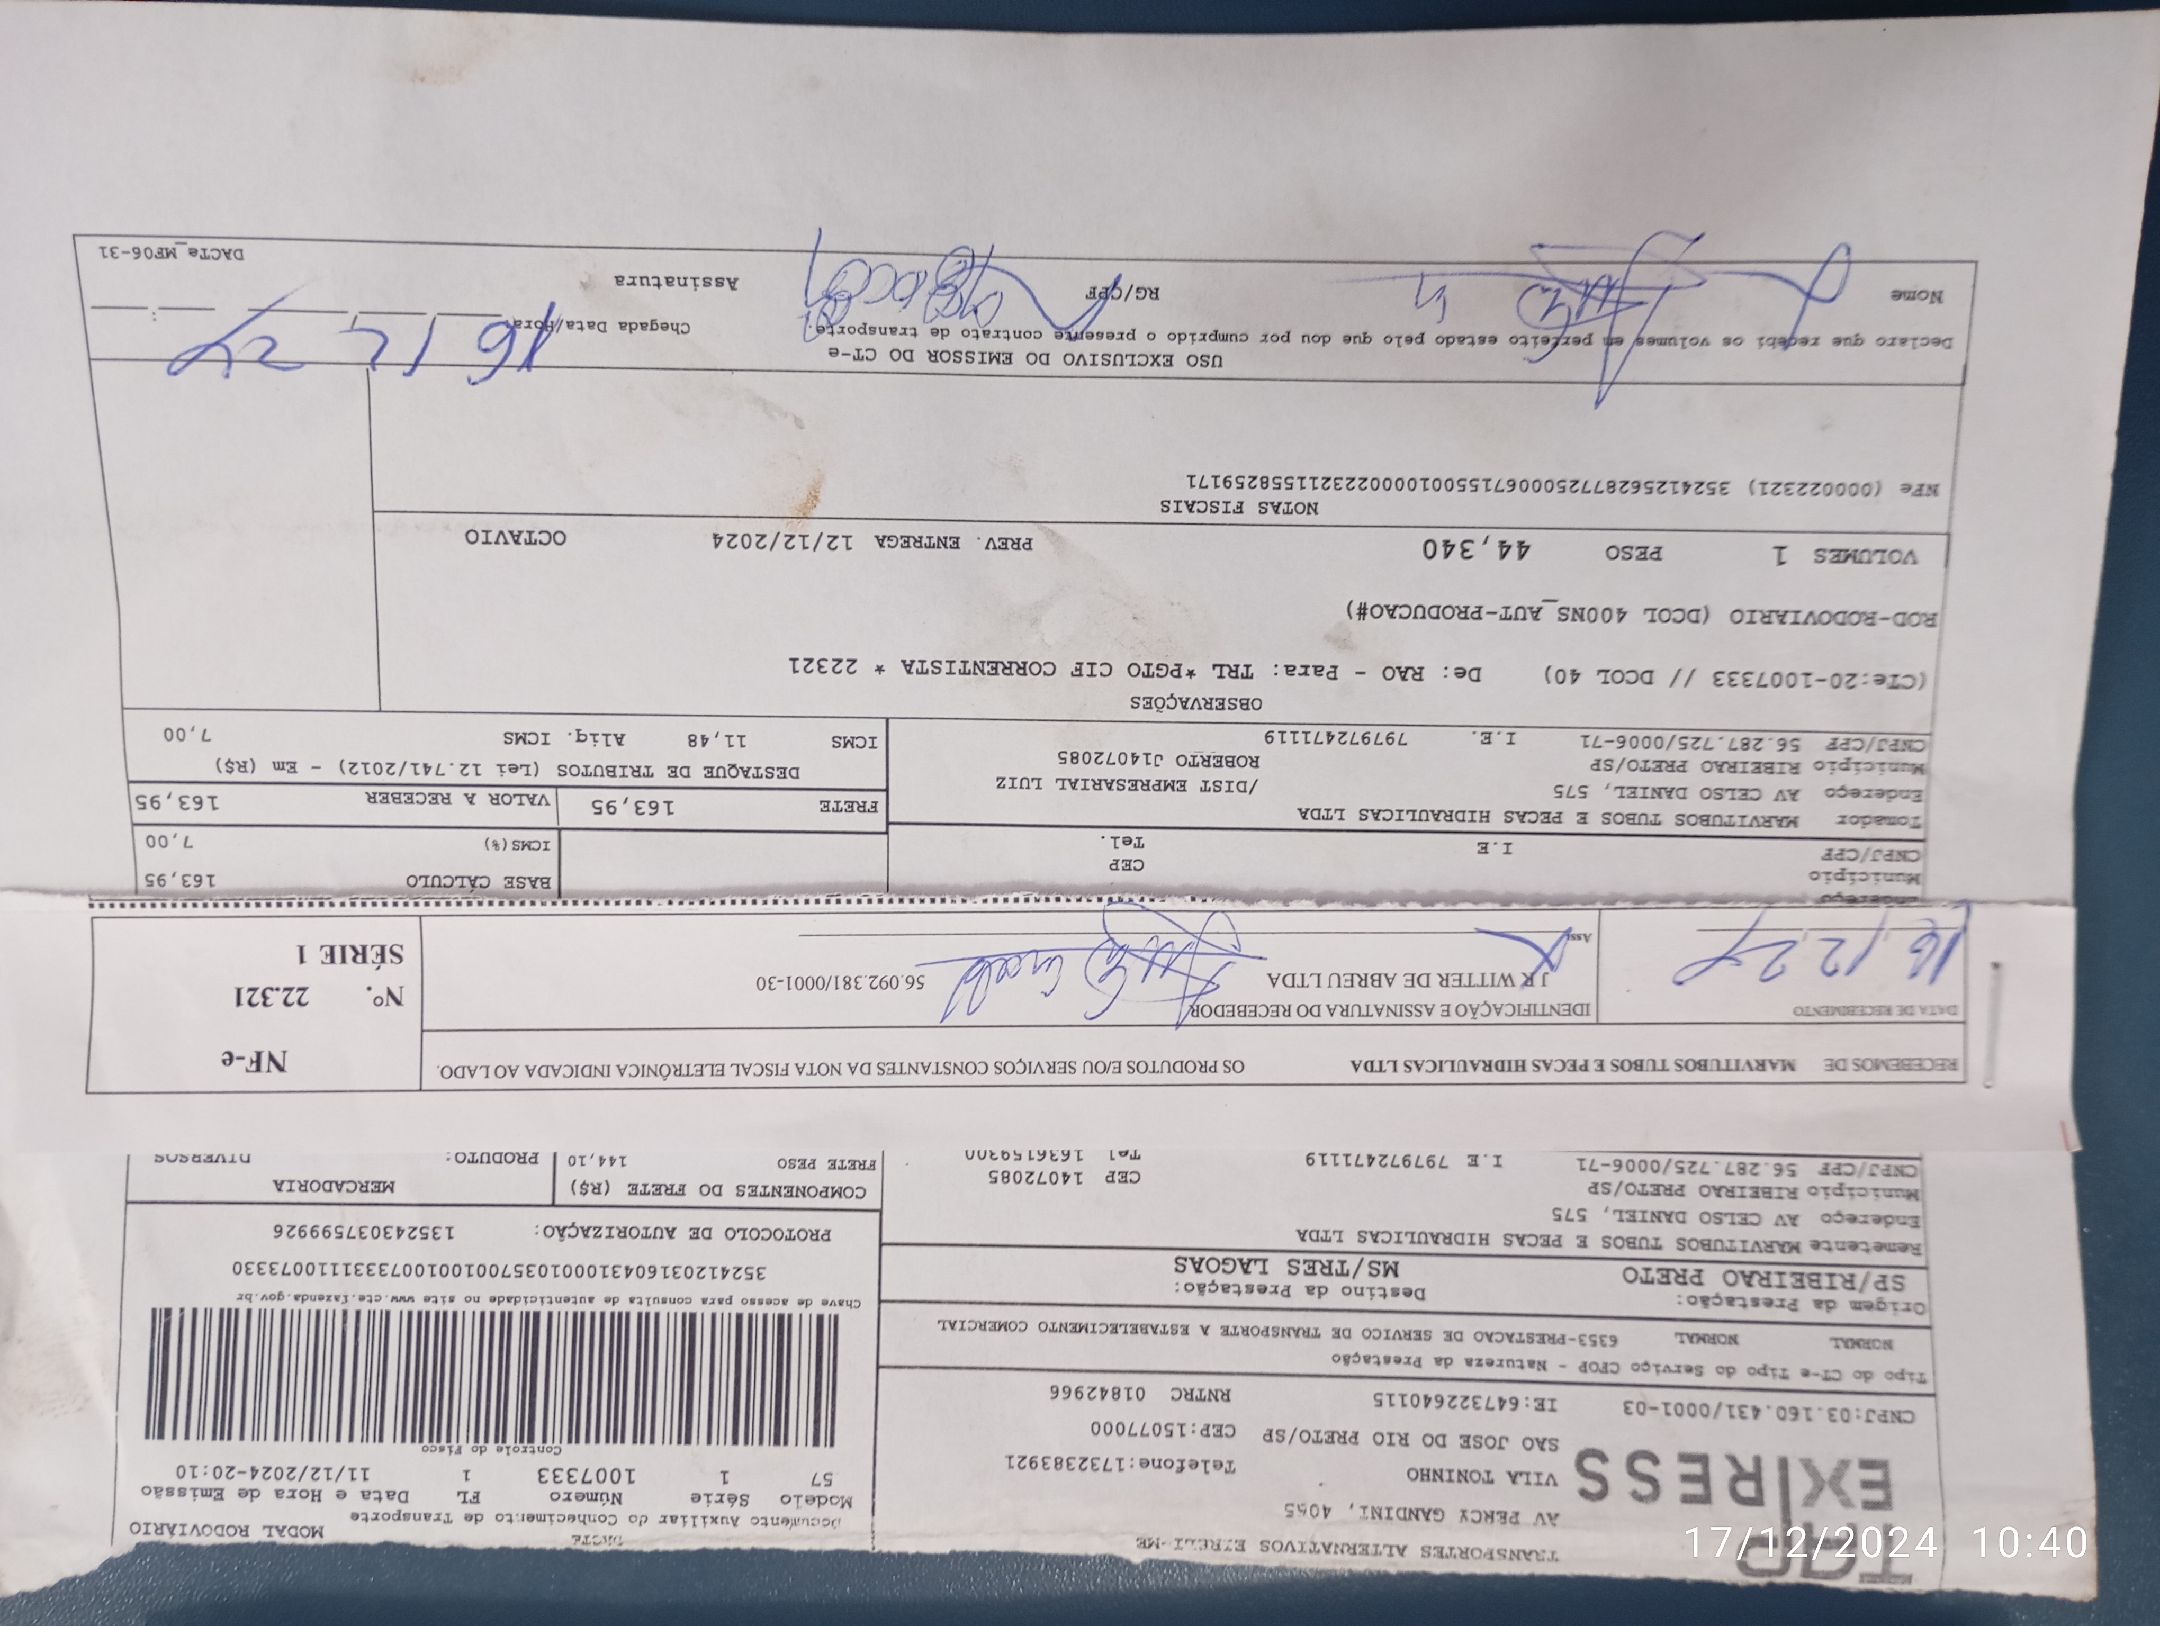 TRANSPORTES ALTERNATIVOS EIRELI-ME
AV PERCY GANDINI, 4065
VILA TONINHO Telefone:1732383921
SAO JOSE DO RIO PRETO/SP CEP:15077000
EXPRESS
CNPJ:03.160.431/0001-03 IE:647322640115 RNTRC 01842966
Tipo do CT-e Tipo do Serviço CFOP - Natureza da Prestação
NORMAL NORMAL 6353-PRESTACAO DE SERVICO DE TRANSPORTE A ESTABELECIMENTO COMERCIAL
Origem da Prestação: Destino da Prestação:
SP/RIBEIRAO PRETO MS/TRES LAGOAS
Remetente MARVITUBOS TUBOS E PECAS HIDRAULICAS LTDA
Endereço AV CELSO DANIEL, 575
Município RIBEIRAO PRETO/SP CEP 14072085
CNPJ/CPF 56.287.725/0006-71 I.E 797972471119 Tel 1636159300
DACTE MODAL RODOVIÁRIO
Documento Auxiliar do Conhecimento de Transporte
Modelo Série Número FL Data e Hora de Emissão
57 1 1007333 1 11/12/2024-20:10
Controle do Fisco
Chave de acesso para consulta de autenticidade no site www.cte.fazenda.gov.br
35241203160431000103570010010073331110073330
PROTOCOLO DE AUTORIZAÇÃO: 135243037599926
COMPONENTES DO FRETE (R$) MERCADORIA
FRETE PESO 144,10 PRODUTO: DIVERSOS
RECEBEMOS DE MARVITUBOS TUBOS E PECAS HIDRAULICAS LTDA OS PRODUTOS E/OU SERVIÇOS CONSTANTES DA NOTA FISCAL ELETRÔNICA INDICADA AO LADO.
DATA DE RECEBIMENTO
16,12,24
IDENTIFICAÇÃO E ASSINATURA DO RECEBEDOR
J R WITTER DE ABREU LTDA 56.092.381/0001-30
Ass.
NF-e
Nº. 22.321
SÉRIE 1
Endereço
Município CEP
CNPJ/CPF I.E Tel.
BASE CÁLCULO 163,95
ICMS(%) 7,00
Tomador MARVITUBOS TUBOS E PECAS HIDRAULICAS LTDA
Endereço AV CELSO DANIEL, 575 /DIST EMPRESARIAL LUIZ
Município RIBEIRAO PRETO/SP ROBERTO J14072085
CNPJ/CPF 56.287.725/0006-71 I.E. 797972471119
FRETE 163,95 VALOR A RECEBER 163,95
DESTAQUE DE TRIBUTOS (Lei 12.741/2012) - Em (R$)
ICMS 11,48 Aliq. ICMS 7,00
OBSERVAÇÕES
(CTe:20-1007333 // DCOL 40) De: RAO - Para: TRL *PGTO CIF CORRENTISTA * 22321
ROD-RODOVIARIO (DCOL 400NS_AUT-PRODUCAO#)
VOLUMES 1 PESO 44,340 PREV. ENTREGA 12/12/2024 OCTAVIO
NOTAS FISCAIS
NFe (000022321) 35241256287725000671550010000223211558259171
USO EXCLUSIVO DO EMISSOR DO CT-e
Declaro que recebi os volumes em perfeito estado pelo que dou por cumprido o presente contrato de transporte.
Chegada Data/Hora:
16 12 24
Nome RG/CPF Assinatura
DACTe_MF06-31
17/12/2024 10:40